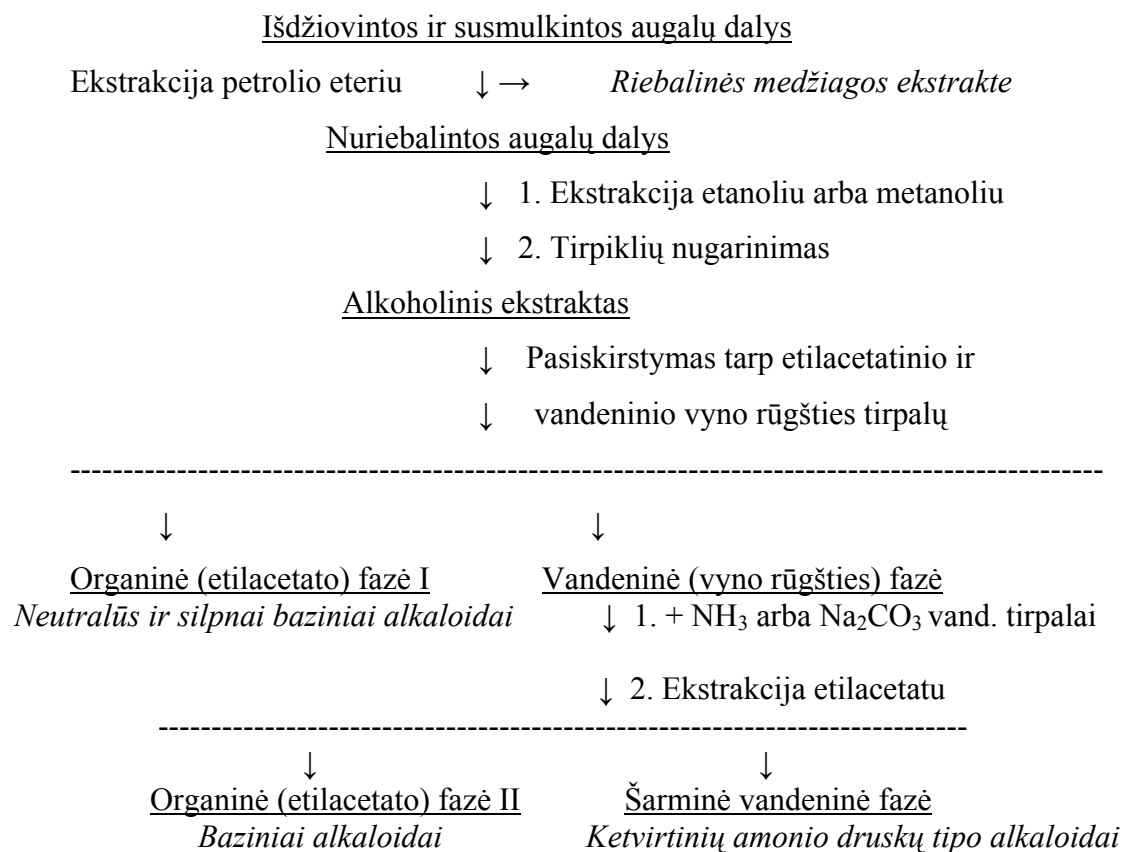 Išdžiovintos ir susmulkintos augalų dalys
Ekstrakcija petrolio eteriu ↓ → Riebalinės medžiagos ekstrakte
Nuriebalintos augalų dalys
↓ 1. Ekstrakcija etanoliu arba metanoliu
↓ 2. Tirpiklių nugarinimas
Alkoholinis ekstraktas
↓ Pasiskirstymas tarp etilacetatinio ir
↓ vandeninio vyno rūgšties tirpalų
----------------------------------------------------------------------------------------------
↓ ↓
Organinė (etilacetato) fazė I Vandeninė (vyno rūgšties) fazė
Neutralūs ir silpnai baziniai alkaloidai ↓ 1. + NH₃ arba Na₂CO₃ vand. tirpalai
↓ 2. Ekstrakcija etilacetatu
--------------------------------------------------------------------------
↓ ↓
Organinė (etilacetato) fazė II Šarminė vandeninė fazė
Baziniai alkaloidai Ketvirtinių amonio druskų tipo alkaloidai